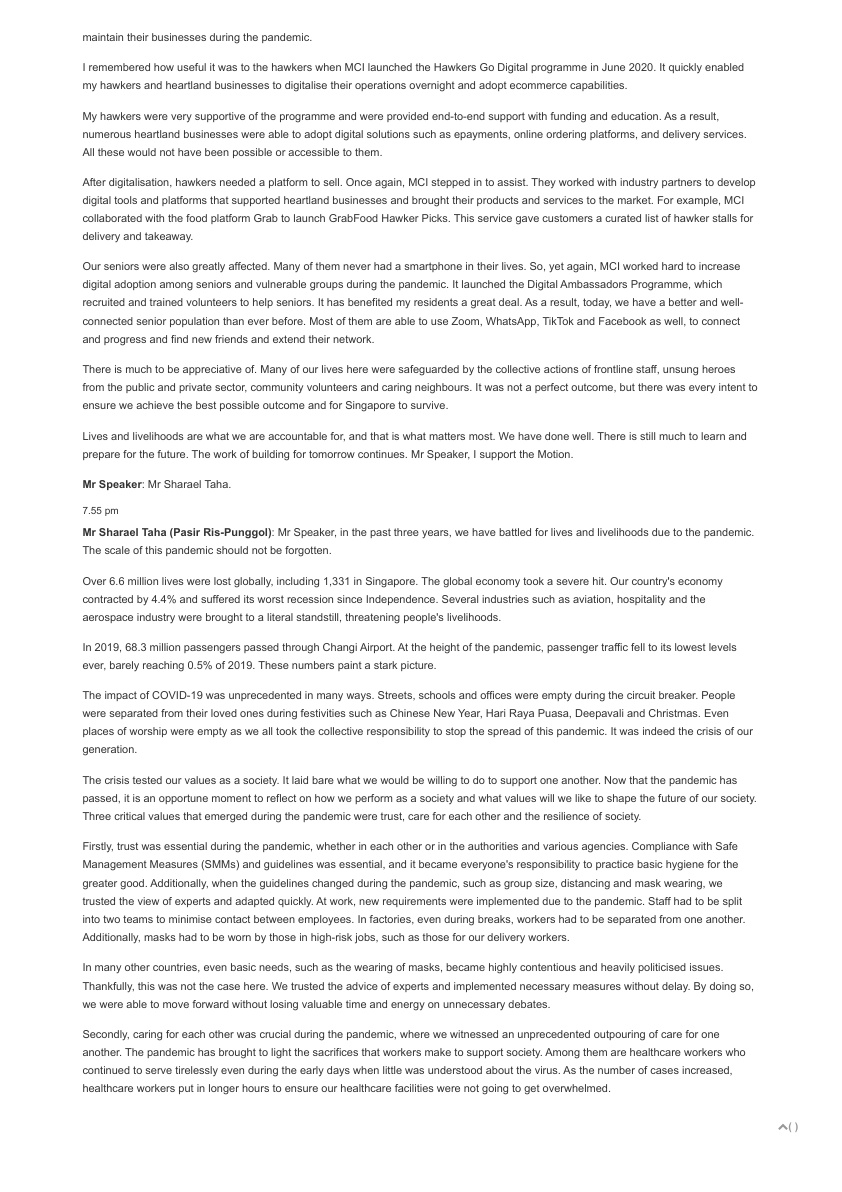 maintain their businesses during the pandemic.
I remembered how useful it was to the hawkers when MCI launched the Hawkers Go Digital programme in June 2020. It quickly enabled
my hawkers and heartland businesses to digitalise their operations overnight and adopt ecommerce capabilities.
My hawkers were very supportive of the programme and were provided end-to-end support with funding and education. As a result,
numerous heartland businesses were able to adopt digital solutions such as epayments, online ordering platforms, and delivery services.
All these would not have been possible or accessible to them.
After digitalisation, hawkers needed a platform to sell. Once again, MCI stepped in to assist. They worked with industry partners to develop
digital tools and platforms that supported heartland businesses and brought their products and services to the market. For example, MCI
collaborated with the food platform Grab to launch GrabFood Hawker Picks. This service gave customers a curated list of hawker stalls for
delivery and takeaway.
Our seniors were also greatly affected. Many of them never had a smartphone in their lives. So, yet again, MCI worked hard to increase
digital adoption among seniors and vulnerable groups during the pandemic. It launched the Digital Ambassadors Programme, which
recruited and trained volunteers to help seniors. It has benefited my residents a great deal. As a result, today, we have a better and well-
connected senior population than ever before. Most of them are able to use Zoom, WhatsApp, TikTok and Facebook as well, to connect
and progress and find new friends and extend their network.
There is much to be appreciative of. Many of our lives here were safeguarded by the collective actions of frontline staff, unsung heroes
from the public and private sector, community volunteers and caring neighbours. It was not a perfect outcome, but there was every intent to
ensure we achieve the best possible outcome and for Singapore to survive.
Lives and livelihoods are what we are accountable for, and that is what matters most. We have done well. There is still much to learn and
prepare for the future. The work of building for tomorrow continues. Mr Speaker, I support the Motion.
Mr Speaker: Mr Sharael Taha.
7.55 pm
Mr Sharael Taha (Pasir Ris-Punggol): Mr Speaker, in the past three years, we have battled for lives and livelihoods due to the pandemic.
The scale of this pandemic should not be forgotten.
Over 6.6 million lives were lost globally, including 1,331 in Singapore. The global economy took a severe hit. Our country's economy
contracted by 4.4% and suffered its worst recession since Independence. Several industries such as aviation, hospitality and the
aerospace industry were brought to a literal standstill, threatening people's livelihoods.
In 2019, 68.3 million passengers passed through Changi Airport. At the height of the pandemic, passenger traffic fell to its lowest levels
ever, barely reaching 0.5% of 2019. These numbers paint a stark picture.
The impact of COVID-19 was unprecedented in many ways. Streets, schools and offices were empty during the circuit breaker. People
were separated from their loved ones during festivities such as Chinese New Year, Hari Raya Puasa, Deepavali and Christmas. Even
places of worship were empty as we all took the collective responsibility to stop the spread of this pandemic. It was indeed the crisis of our
generation.
The crisis tested our values as a society. It laid bare what we would be willing to do to support one another. Now that the pandemic has
passed, it is an opportune moment to reflect on how we perform as a society and what values will we like to shape the future of our society.
Three critical values that emerged during the pandemic were trust, care for each other and the resilience of society.
Firstly, trust was essential during the pandemic, whether in each other or in the authorities and various agencies. Compliance with Safe
Management Measures (SMMs) and guidelines was essential, and it became everyone's responsibility to practice basic hygiene for the
greater good. Additionally, when the guidelines changed during the pandemic, such as group size, distancing and mask wearing, we
trusted the view of experts and adapted quickly. At work, new requirements were implemented due to the pandemic. Staff had to be split
into two teams to minimise contact between employees. In factories, even during breaks, workers had to be separated from one another.
Additionally, masks had to be worn by those in high-risk jobs, such as those for our delivery workers.
In many other countries, even basic needs, such as the wearing of masks, became highly contentious and heavily politicised issues.
Thankfully, this was not the case here. We trusted the advice of experts and implemented necessary measures without delay. By doing so,
we were able to move forward without losing valuable time and energy on unnecessary debates.
Secondly, caring for each other was crucial during the pandemic, where we witnessed an unprecedented outpouring of care for one
another. The pandemic has brought to light the sacrifices that workers make to support society. Among them are healthcare workers who
continued to serve tirelessly even during the early days when little was understood about the virus. As the number of cases increased,
healthcare workers put in longer hours to ensure our healthcare facilities were not going to get overwhelmed.
( )